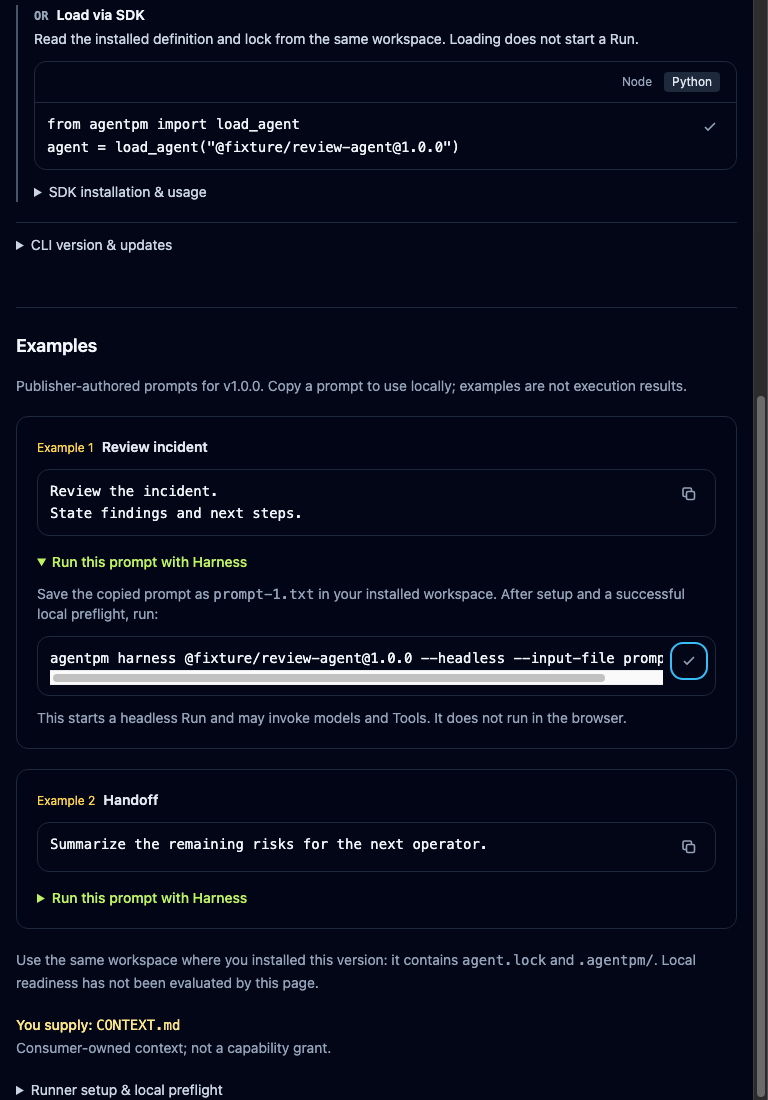 OR Load via SDK
Read the installed definition and lock from the same workspace. Loading does not start a Run.
Node Python
from agentpm import load_agent
agent = load_agent("@fixture/review-agent@1.0.0")
SDK installation & usage
CLI version & updates
Examples
Publisher-authored prompts for v1.0.0. Copy a prompt to use locally; examples are not execution results.
Example 1 Review incident
Review the incident.
State findings and next steps.
Run this prompt with Harness
Save the copied prompt as prompt-1.txt in your installed workspace. After setup and a successful
local preflight, run:
agentpm harness @fixture/review-agent@1.0.0 --headless --input-file promp
This starts a headless Run and may invoke models and Tools. It does not run in the browser.
Example 2 Handoff
Summarize the remaining risks for the next operator.
Run this prompt with Harness
Use the same workspace where you installed this version: it contains agent.lock and .agentpm/. Local
readiness has not been evaluated by this page.
You supply: CONTEXT.md
Consumer-owned context; not a capability grant.
Runner setup & local preflight